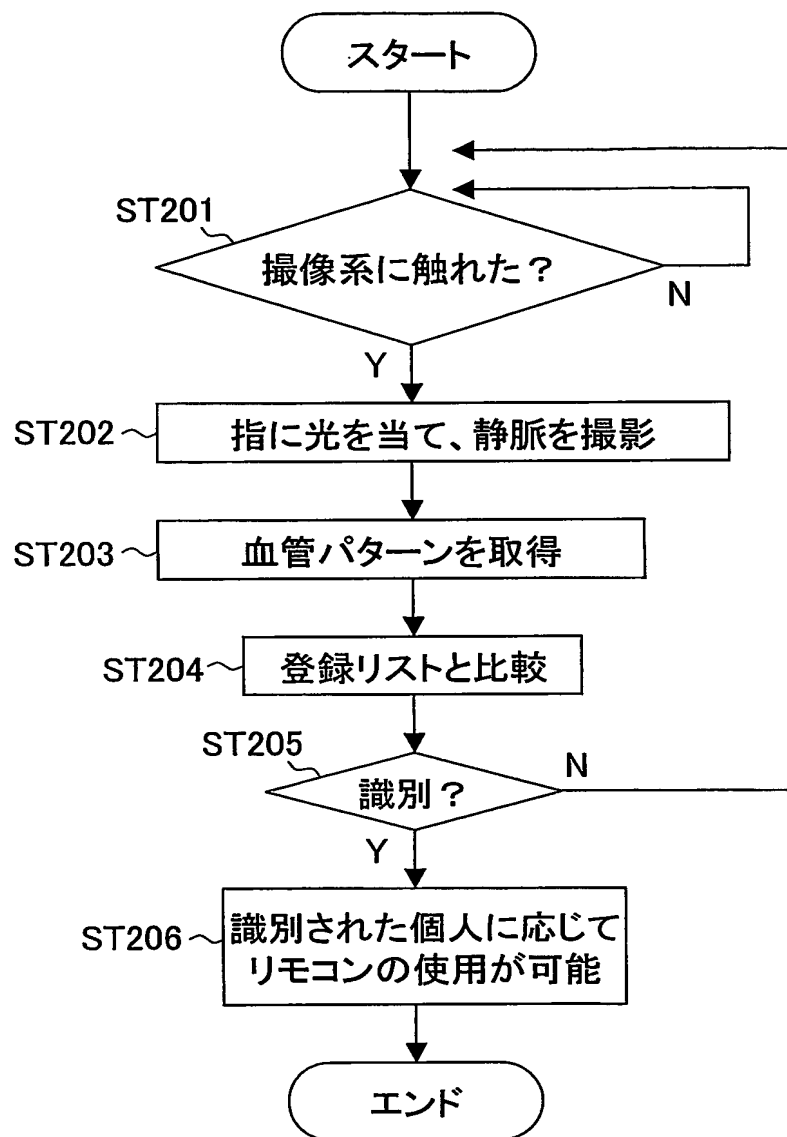 スタート
ST201
撮像系に触れた?
N
Y
ST202
指に光を当て、静脈を撮影
ST203
血管パターンを取得
ST204
登録リストと比較
ST205
識別?
N
Y
ST206
識別された個人に応じて
リモコンの使用が可能
エンド